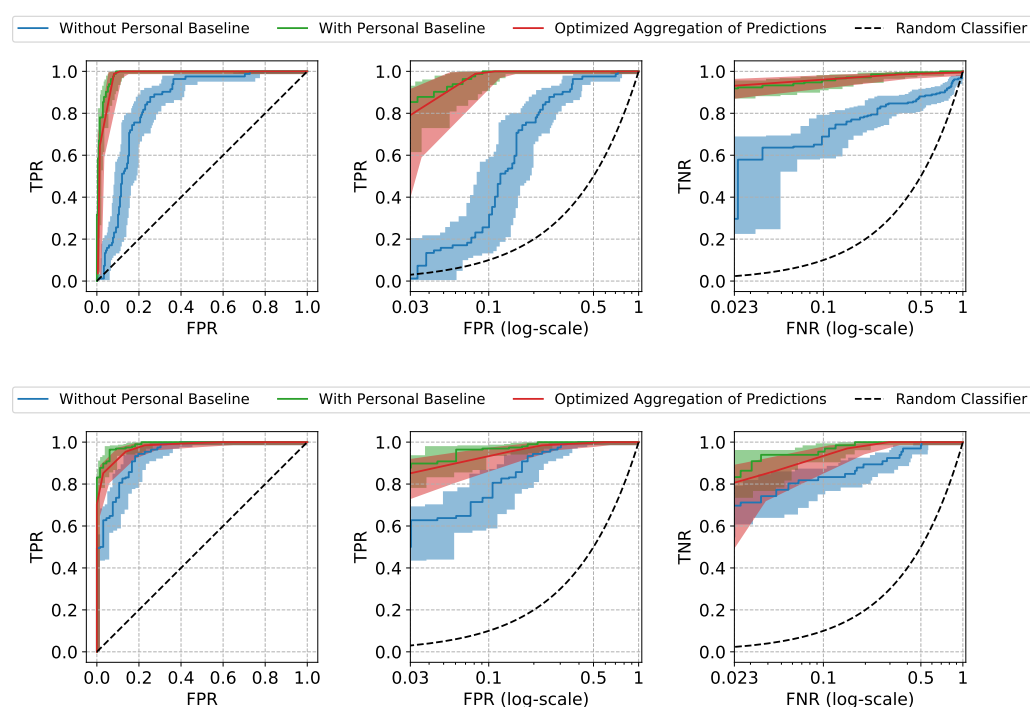 Without Personal Baseline With Personal Baseline Optimized Aggregation of Predictions Random Classifier
1.0 1.0 1.0
0.8 0.8 0.8
0.6 0.6 0.6
TPR TPR TNR
0.4 0.4 0.4
0.2 0.2 0.2
0.0 0.0 0.0
0.0 0.2 0.4 0.6 0.8 1.0 0.03 0.1 0.5 1 0.023 0.1 0.5 1
FPR FPR (log-scale) FNR (log-scale)
Without Personal Baseline With Personal Baseline Optimized Aggregation of Predictions Random Classifier
1.0 1.0 1.0
0.8 0.8 0.8
0.6 0.6 0.6
TPR TPR TNR
0.4 0.4 0.4
0.2 0.2 0.2
0.0 0.0 0.0
0.0 0.2 0.4 0.6 0.8 1.0 0.03 0.1 0.5 1 0.023 0.1 0.5 1
FPR FPR (log-scale) FNR (log-scale)